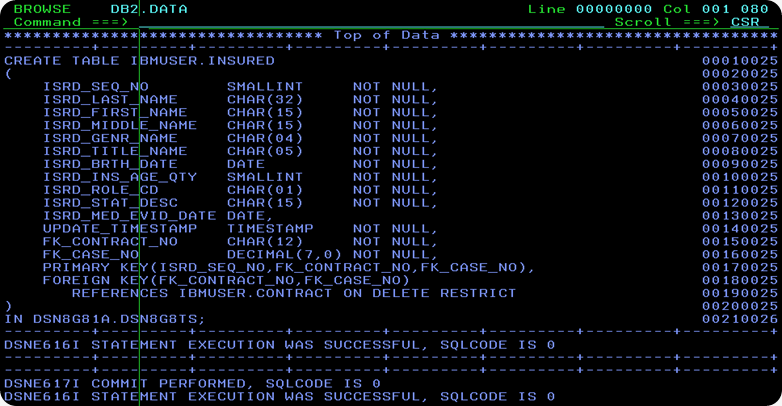 BROWSE    DB2.DATA                                  Line 00000000 Col 001 080
Command ===>                                                  Scroll ===> CSR
********************************* Top of Data **********************************
---------+---------+---------+---------+---------+---------+---------+---------+
CREATE TABLE IBMUSER.INSURED                                            00010025
(                                                                       00020025
    ISRD_SEQ_NO        SMALLINT     NOT NULL,                           00030025
    ISRD_LAST_NAME     CHAR(32)     NOT NULL,                           00040025
    ISRD_FIRST_NAME    CHAR(15)     NOT NULL,                           00050025
    ISRD_MIDDLE_NAME   CHAR(15)     NOT NULL,                           00060025
    ISRD_GENR_NAME     CHAR(04)     NOT NULL,                           00070025
    ISRD_TITLE_NAME    CHAR(05)     NOT NULL,                           00080025
    ISRD_BRTH_DATE     DATE         NOT NULL,                           00090025
    ISRD_INS_AGE_QTY   SMALLINT     NOT NULL,                           00100025
    ISRD_ROLE_CD       CHAR(01)     NOT NULL,                           00110025
    ISRD_STAT_DESC     CHAR(15)     NOT NULL,                           00120025
    ISRD_MED_EVID_DATE DATE,                                            00130025
    UPDATE_TIMESTAMP   TIMESTAMP    NOT NULL,                           00140025
    FK_CONTRACT_NO     CHAR(12)     NOT NULL,                           00150025
    FK_CASE_NO         DECIMAL(7,0) NOT NULL,                           00160025
    PRIMARY KEY(ISRD_SEQ_NO,FK_CONTRACT_NO,FK_CASE_NO),                 00170025
    FOREIGN KEY(FK_CONTRACT_NO,FK_CASE_NO)                              00180025
       REFERENCES IBMUSER.CONTRACT ON DELETE RESTRICT                   00190025
)                                                                       00200025
IN DSN8G81A.DSN8G8TS;                                                   00210026
---------+---------+---------+---------+---------+---------+---------+---------+
DSNE616I STATEMENT EXECUTION WAS SUCCESSFUL, SQLCODE IS 0
---------+---------+---------+---------+---------+---------+---------+---------+
---------+---------+---------+---------+---------+---------+---------+---------+
DSNE617I COMMIT PERFORMED, SQLCODE IS 0
DSNE616I STATEMENT EXECUTION WAS SUCCESSFUL, SQLCODE IS 0